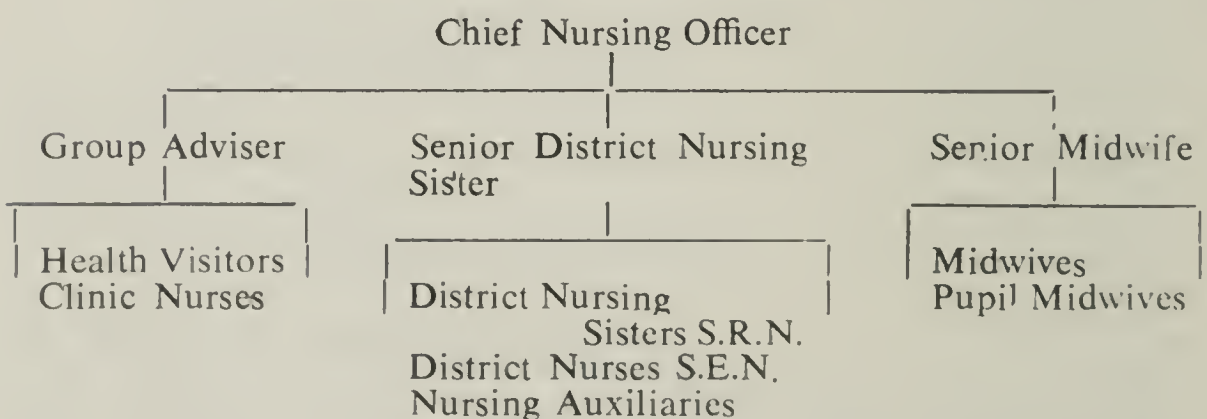 Chief Nursing Officer
Group Adviser
Senior District Nursing
Sister
Senior Midwife
Health Visitors
Clinic Nurses
District Nursing
Sisters S.R.N.
District Nurses S.E.N.
Nursing Auxiliaries
Midwives
Pupil Midwives